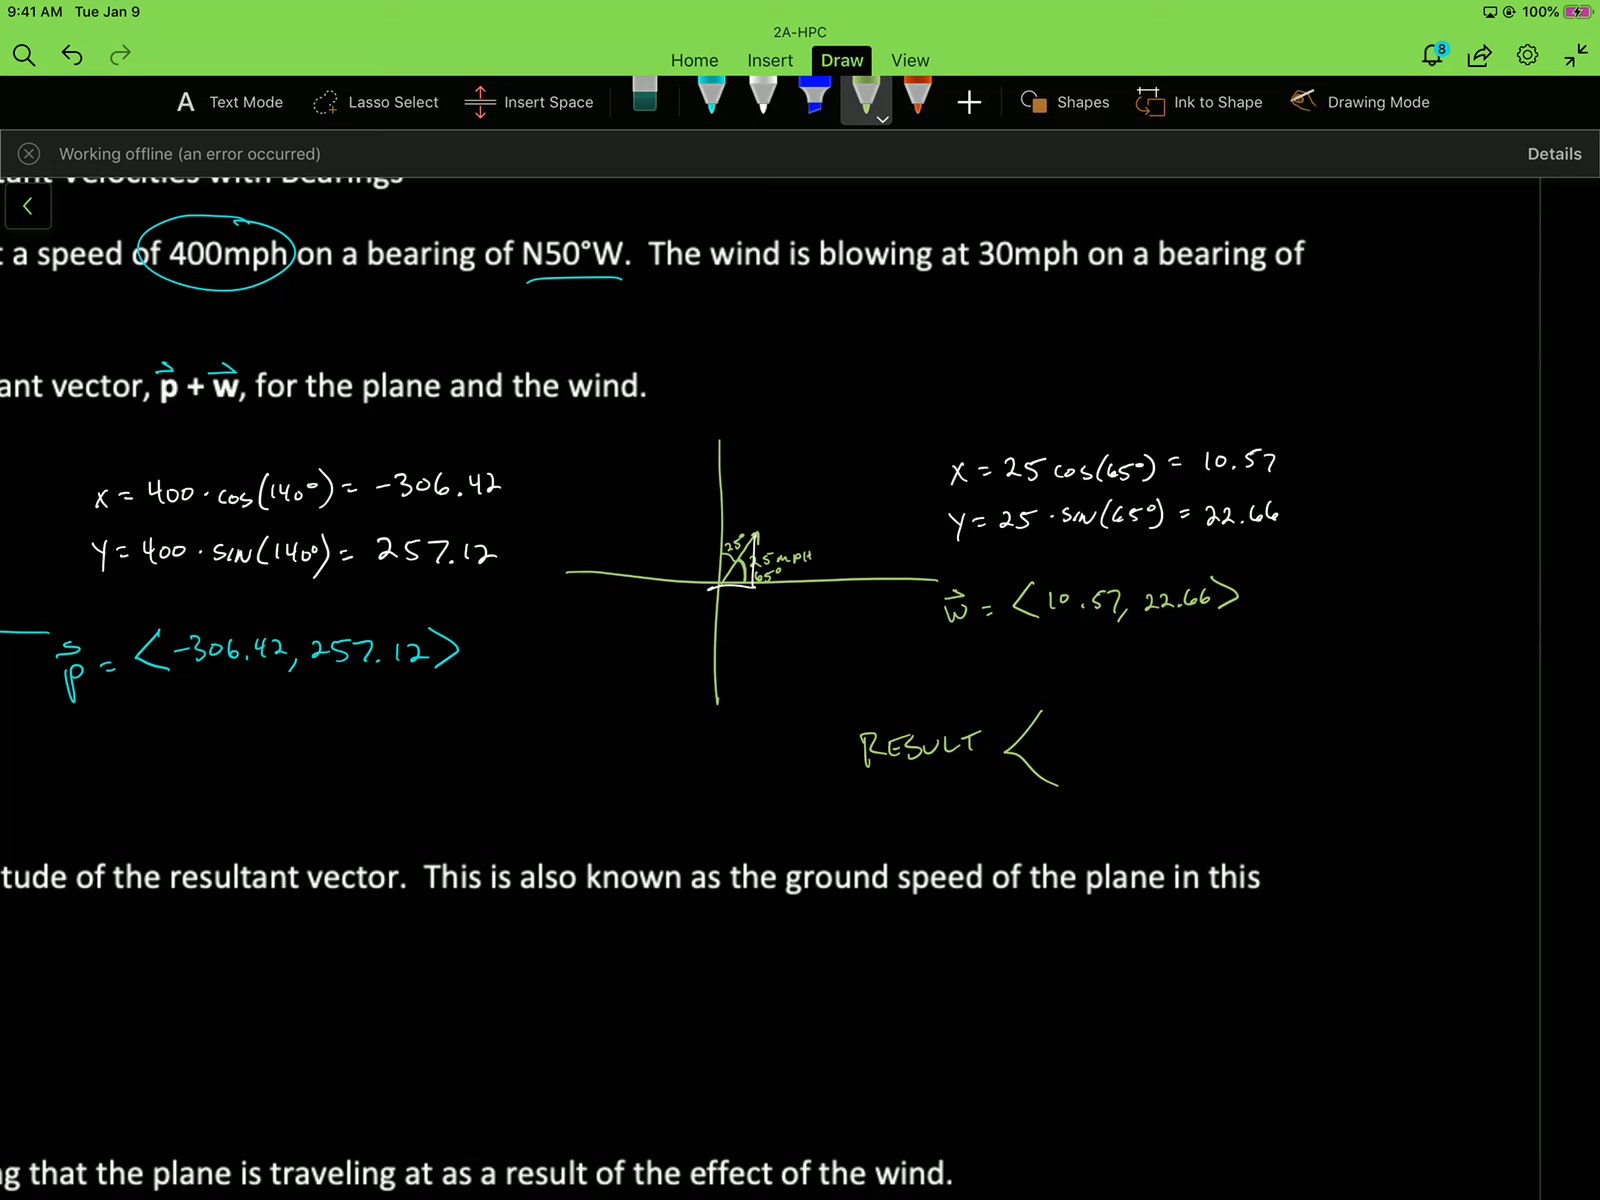 9:41 AM Tue Jan 9
100%
2A-HPC
Home Insert Draw View
8
A Text Mode Lasso Select Insert Space Shapes Ink to Shape Drawing Mode
Working offline (an error occurred) Details
tant Velocities with Bearings
t a speed of 400mph on a bearing of N50°W. The wind is blowing at 30mph on a bearing of
ant vector, p + w, for the plane and the wind.
x = 400 · cos(140°) = -306.42
y = 400 · sin(140°) = 257.12
p = <-306.42, 257.12>
25°
25 mPH
65°
x = 25 cos(65°) = 10.57
y = 25 · sin(65°) = 22.66
w = <10.57, 22.66>
RESULT <
tude of the resultant vector. This is also known as the ground speed of the plane in this
ng that the plane is traveling at as a result of the effect of the wind.